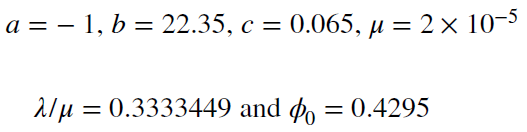 a = − 1, b = 22.35, c = 0.065, μ = 2 × 10⁻⁵
λ/μ = 0.3333449 and ϕ₀ = 0.4295